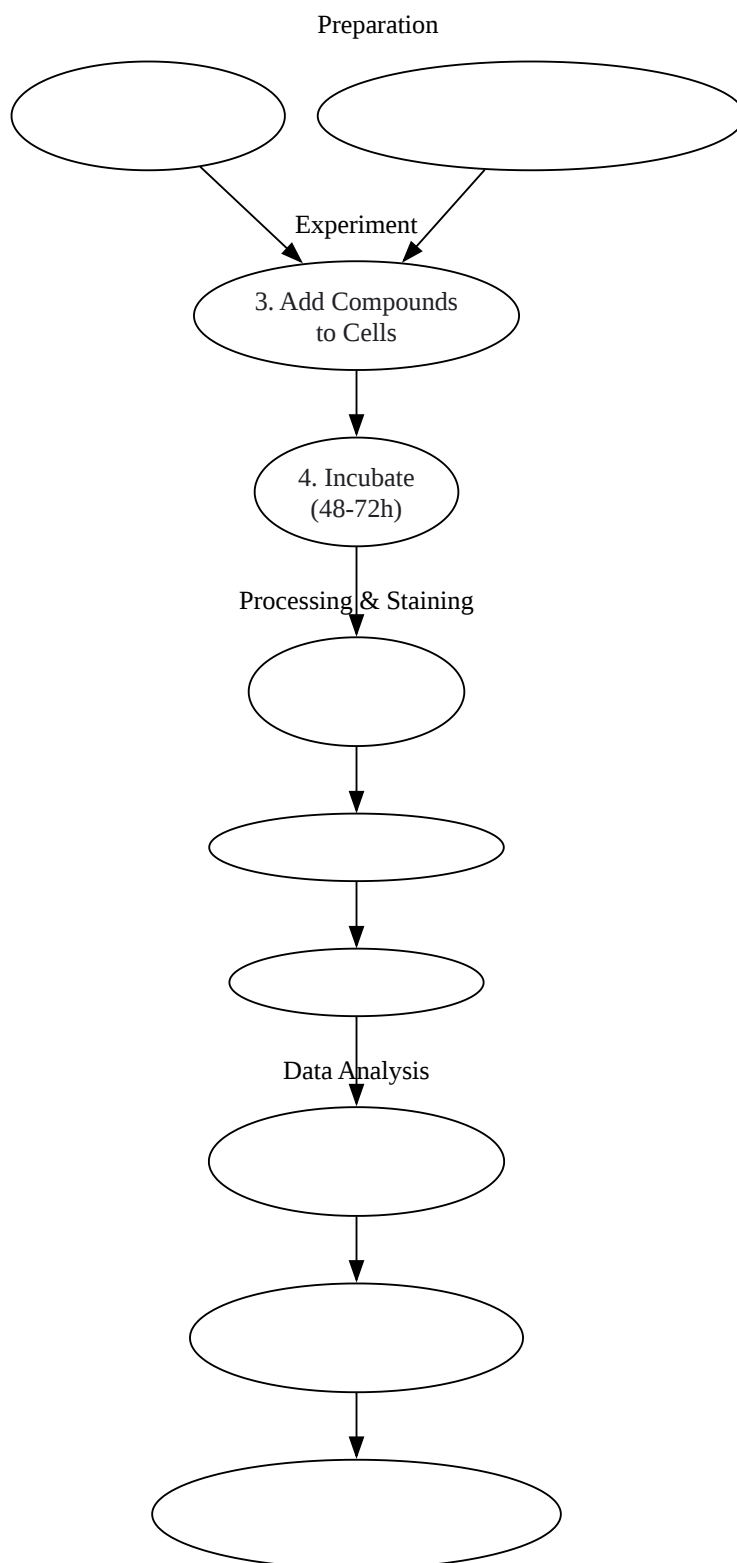 Preparation
Experiment
3. Add Compounds
to Cells
4. Incubate
(48-72h)
Processing & Staining
Data Analysis